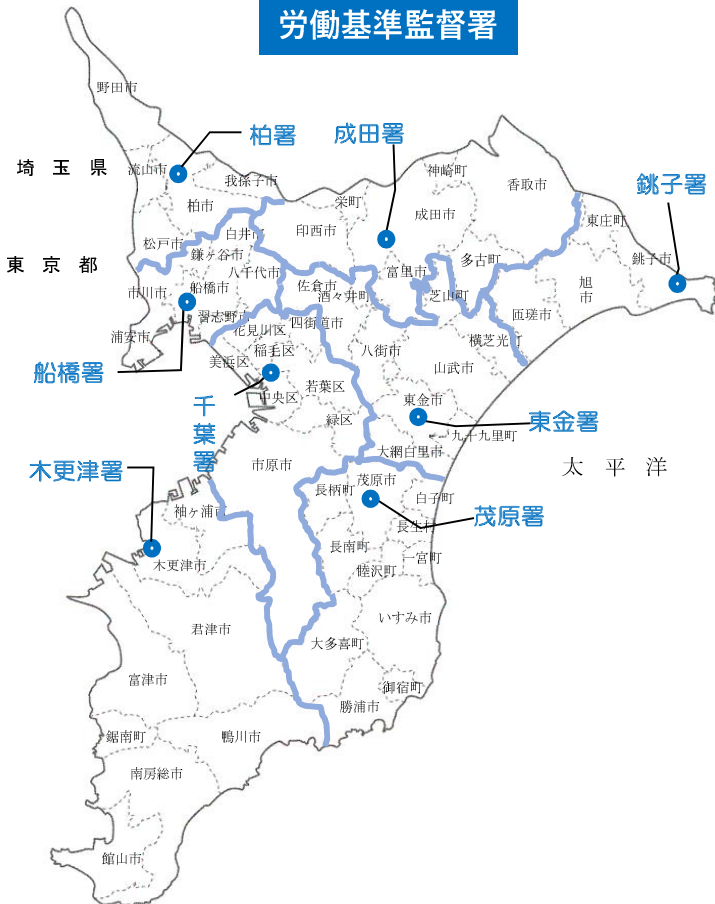 労働基準監督署
野田市
柏署
成田署
埼玉県
流山市
我孫子市
神崎町
香取市
銚子署
柏市
栄町
成田市
東庄町
松戸市
白井市
印西市
東京都
鎌ヶ谷市
多古町
銚子市
八千代市
富里市
旭市
市川市
船橋市
佐倉市
酒々井町
芝山町
匝瑳市
習志野市
四街道市
浦安市
花見川区
横芝光町
稲毛区
八街市
美浜区
山武市
船橋署
中央区
若葉区
東金市
千葉署
緑区
東金署
九十九里町
大網白里市
市原市
太平洋
木更津署
長柄町
茂原市
白子町
袖ヶ浦市
茂原署
長生村
長南町
一宮町
木更津市
睦沢町
いすみ市
君津市
大多喜町
富津市
御宿町
勝浦市
鋸南町
鴨川市
南房総市
館山市